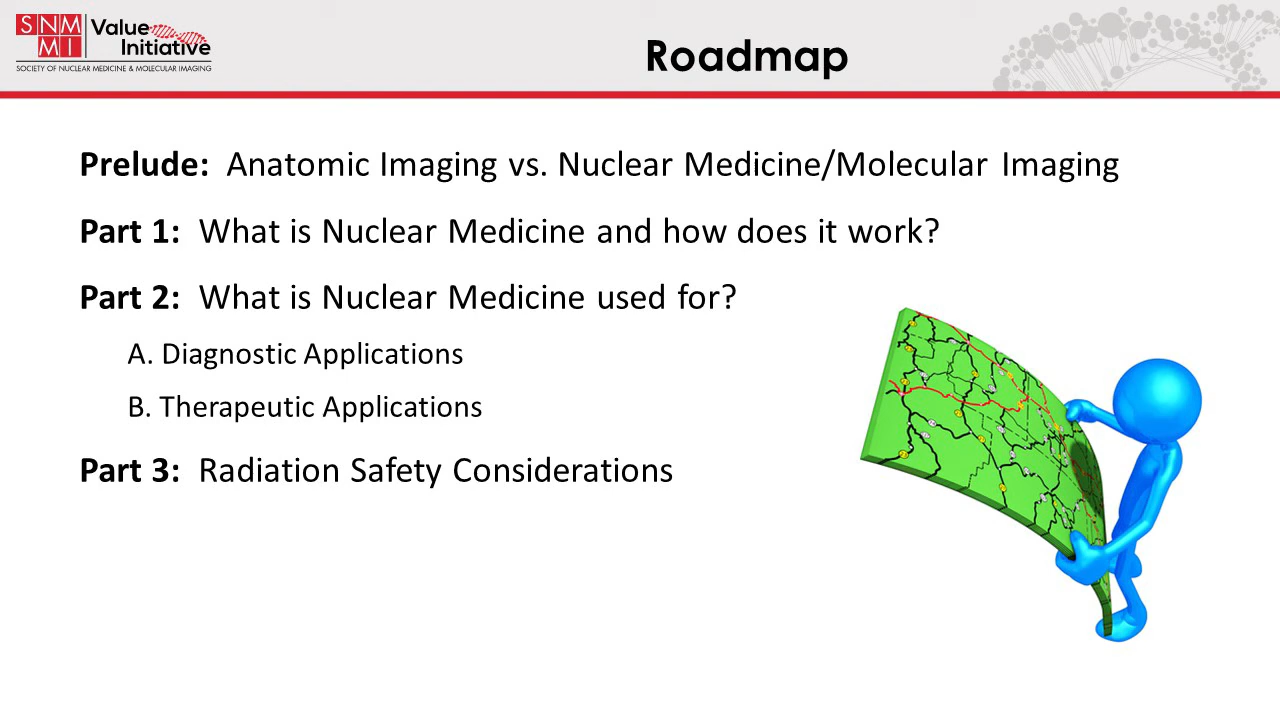 SNM
MI
Value
Initiative
SOCIETY OF NUCLEAR MEDICINE & MOLECULAR IMAGING
Roadmap
Prelude: Anatomic Imaging vs. Nuclear Medicine/Molecular Imaging
Part 1: What is Nuclear Medicine and how does it work?
Part 2: What is Nuclear Medicine used for?
A. Diagnostic Applications
B. Therapeutic Applications
Part 3: Radiation Safety Considerations